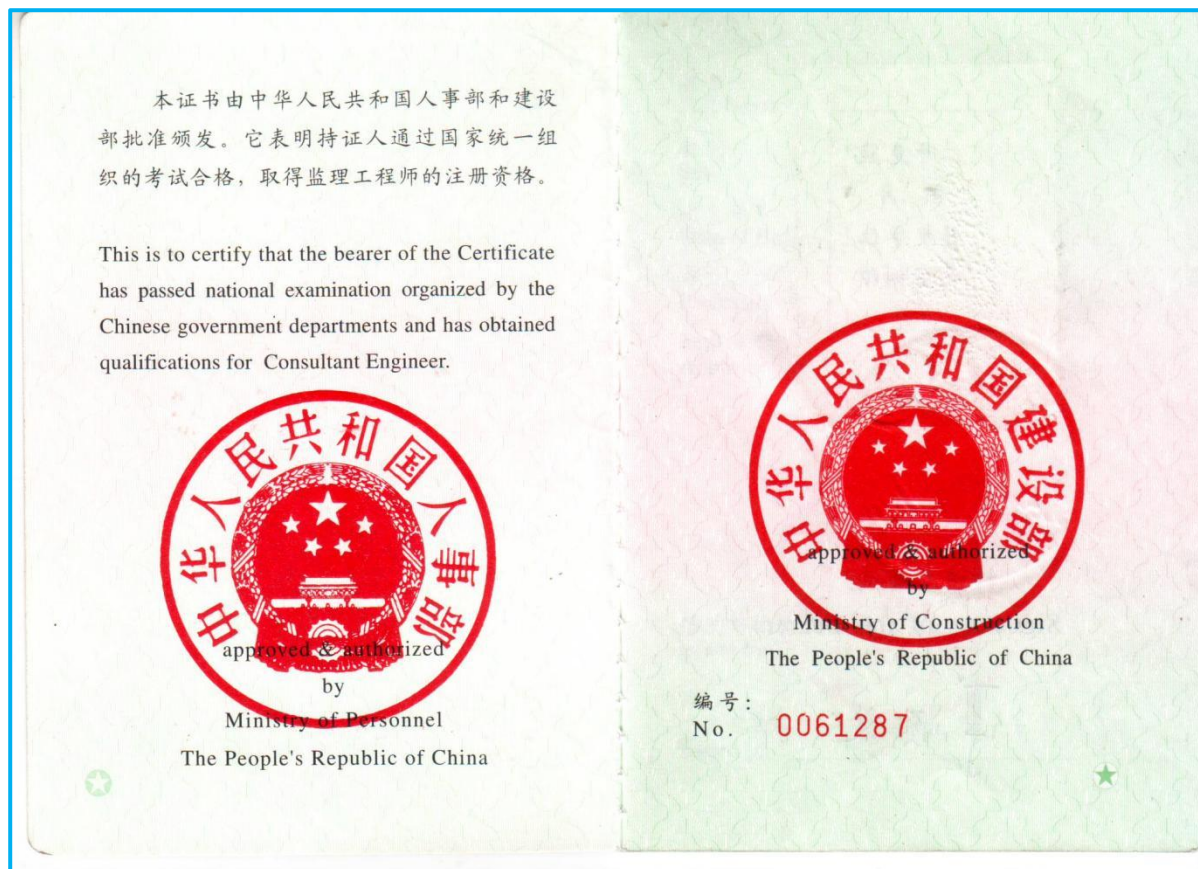 本证书由中华人民共和国人事部和建设
部批准颁发。它表明持证人通过国家统一组
织的考试合格，取得监理工程师的注册资格。
This is to certify that the bearer of the Certificate
has passed national examination organized by the
Chinese government departments and has obtained
qualifications for Consultant Engineer.
中华人民共和国人事部
approved & authorized
by
Ministry of Personnel
The People's Republic of China
中华人民共和国建设部
approved & authorized
by
Ministry of Construction
The People's Republic of China
编号：
No. 0061287